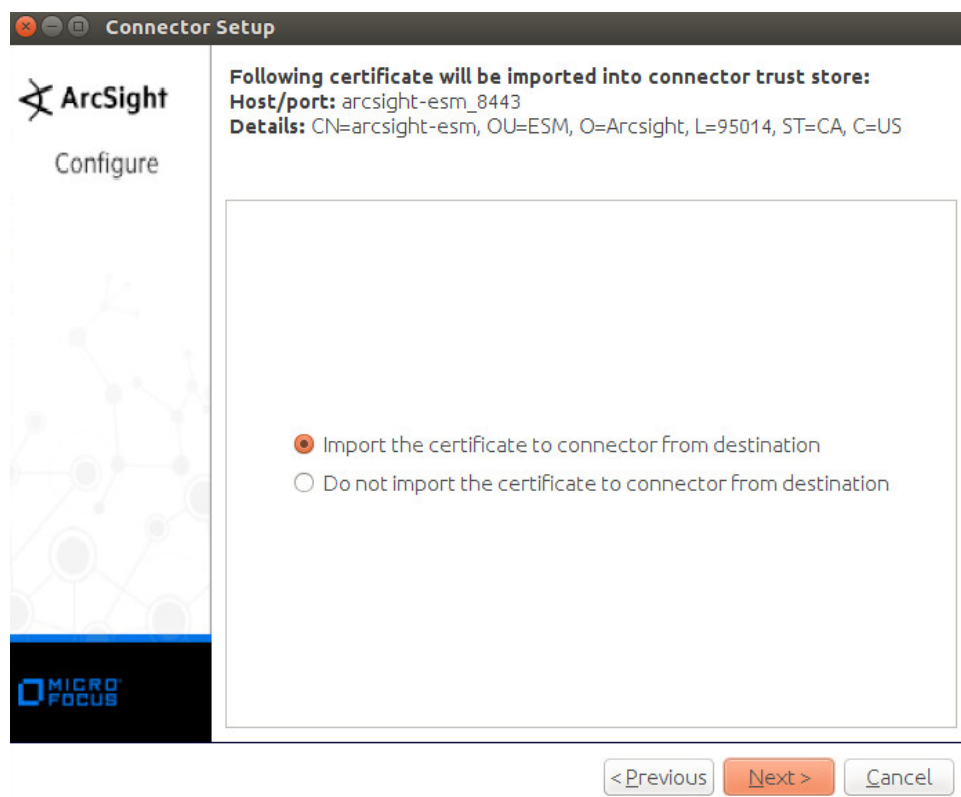 Connector Setup
ArcSight
Configure
Following certificate will be imported into connector trust store:
Host/port: arcsight-esm_8443
Details: CN=arcsight-esm, OU=ESM, O=Arcsight, L=95014, ST=CA, C=US
Import the certificate to connector from destination
Do not import the certificate to connector from destination
MICRO
FOCUS
< Previous
Next >
Cancel